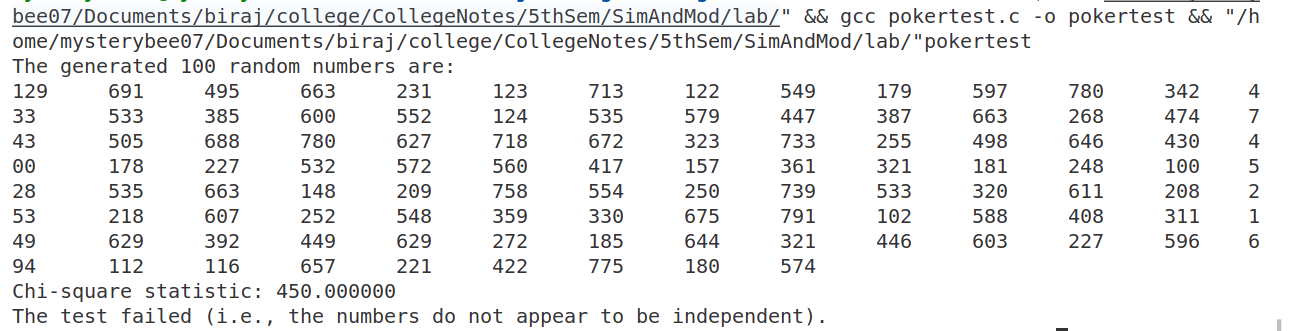 bee07/Documents/biraj/college/CollegeNotes/5thSem/SimAndMod/lab/" && gcc pokertest.c -o pokertest && "/h
ome/mysterybee07/Documents/biraj/college/CollegeNotes/5thSem/SimAndMod/lab/"pokertest
The generated 100 random numbers are:
129 691 495 663 231 123 713 122 549 179 597 780 342 4
33 533 385 600 552 124 535 579 447 387 663 268 474 7
43 505 688 780 627 718 672 323 733 255 498 646 430 4
00 178 227 532 572 560 417 157 361 321 181 248 100 5
28 535 663 148 209 758 554 250 739 533 320 611 208 2
53 218 607 252 548 359 330 675 791 102 588 408 311 1
49 629 392 449 629 272 185 644 321 446 603 227 596 6
94 112 116 657 221 422 775 180 574
Chi-square statistic: 450.000000
The test failed (i.e., the numbers do not appear to be independent).